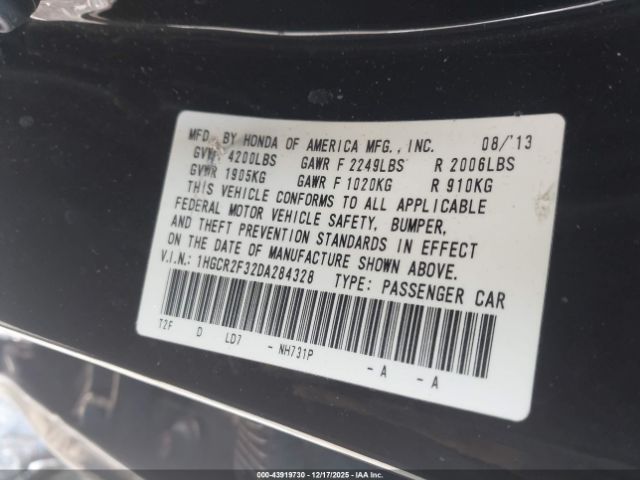 MFD. BY HONDA OF AMERICA MFG., INC. 08/'13
GVWR 4200LBS GAWR F 2249LBS R 2006LBS
GVWR 1905KG GAWR F 1020KG R 910KG
THIS VEHICLE CONFORMS TO ALL APPLICABLE
FEDERAL MOTOR VEHICLE SAFETY, BUMPER,
AND THEFT PREVENTION STANDARDS IN EFFECT
ON THE DATE OF MANUFACTURE SHOWN ABOVE.
V.I.N.: 1HGCR2F32DA284328 TYPE: PASSENGER CAR
T2F D LD7 - NH731P - A - A
000-43919730 - 12/17/2025 - IAAI.COM